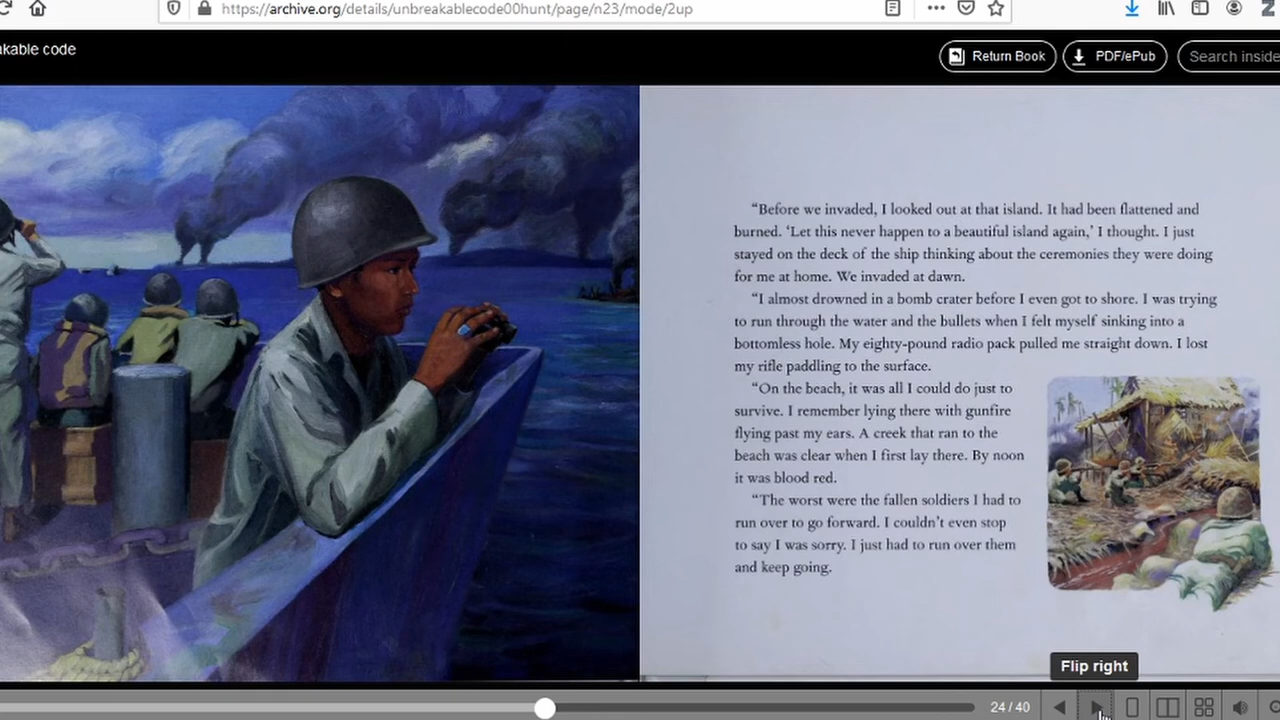 https://archive.org/details/unbreakablecode00hunt/page/n23/mode/2up
akable code
Return Book
PDF/ePub
Search inside
“Before we invaded, I looked out at that island. It had been flattened and
burned. ‘Let this never happen to a beautiful island again,’ I thought. I just
stayed on the deck of the ship thinking about the ceremonies they were doing
for me at home. We invaded at dawn.
“I almost drowned in a bomb crater before I even got to shore. I was trying
to run through the water and the bullets when I felt myself sinking into a
bottomless hole. My eighty-pound radio pack pulled me straight down. I lost
my rifle paddling to the surface.
“On the beach, it was all I could do just to
survive. I remember lying there with gunfire
flying past my ears. A creek that ran to the
beach was clear when I first lay there. By noon
it was blood red.
“The worst were the fallen soldiers I had to
run over to go forward. I couldn’t even stop
to say I was sorry. I just had to run over them
and keep going.
Flip right
24 / 40